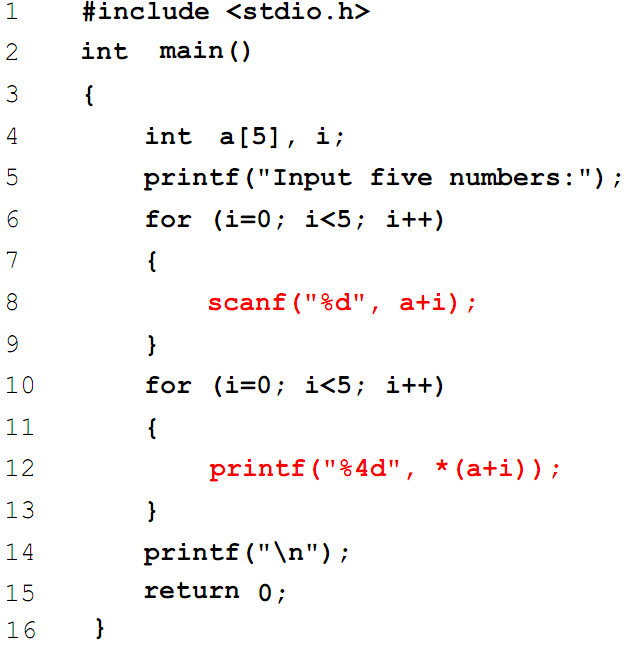 1 #include <stdio.h>
2 int main()
3 {
4 int a[5], i;
5 printf("Input five numbers:");
6 for (i=0; i<5; i++)
7 {
8 scanf("%d", a+i);
9 }
10 for (i=0; i<5; i++)
11 {
12 printf("%4d", *(a+i));
13 }
14 printf("\n");
15 return 0;
16 }